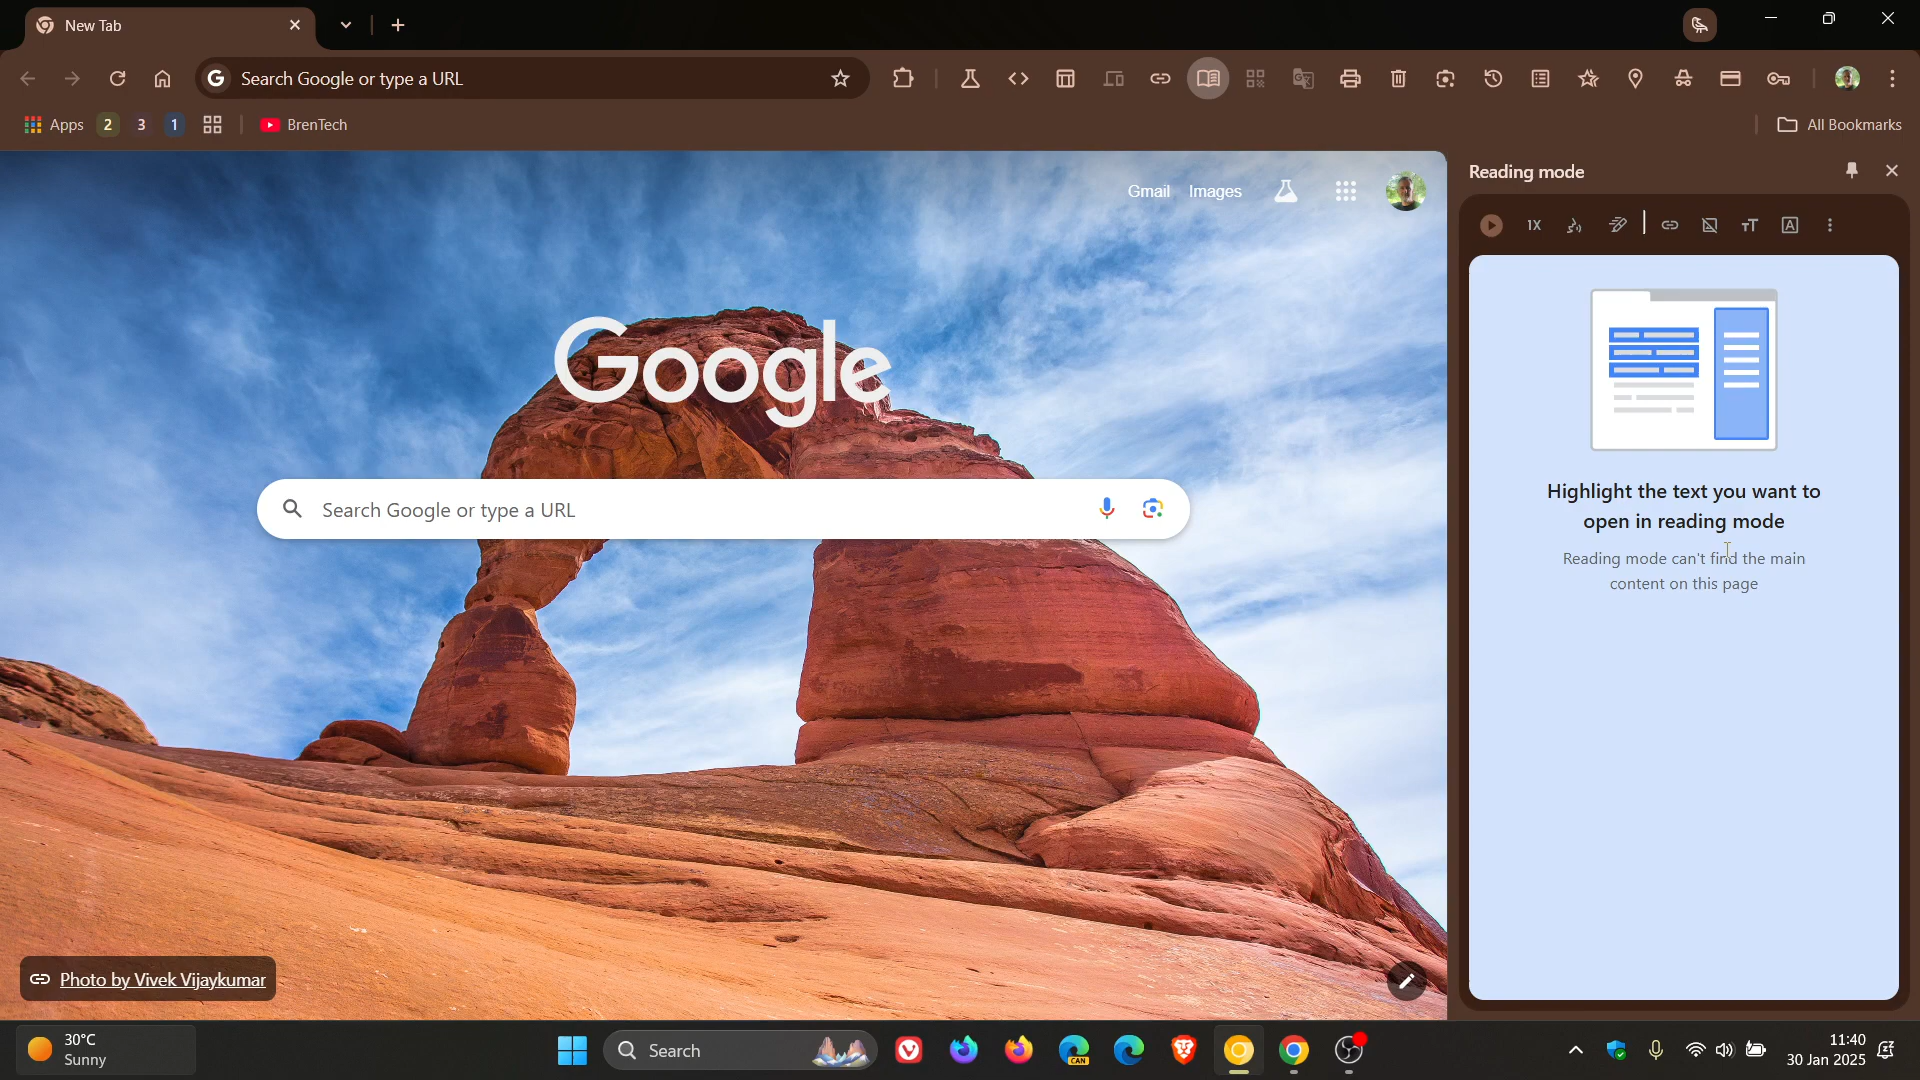 New Tab
Search Google or type a URL
Apps
2
3
1
BrenTech
All Bookmarks
Gmail
Images
Reading mode
1X
A
Google
Search Google or type a URL
Highlight the text you want to
open in reading mode
Reading mode can't find the main
content on this page
Photo by Vivek Vijaykumar
30°C
Sunny
Search
CAN
11:40
30 Jan 2025